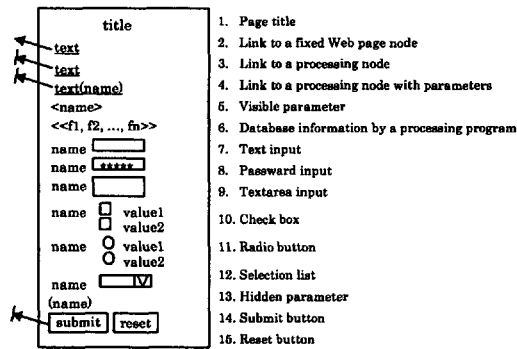 title
text
text
text(name)
<name>
<<f1, f2, ..., fn>>
name
name *****
name
name value1
value2
name value1
value2
name
(name)
submit reset
1. Page title
2. Link to a fixed Web page node
3. Link to a processing node
4. Link to a processing node with parameters
5. Visible parameter
6. Database information by a processing program
7. Text input
8. Passward input
9. Textarea input
10. Check box
11. Radio button
12. Selection list
13. Hidden parameter
14. Submit button
15. Reset button